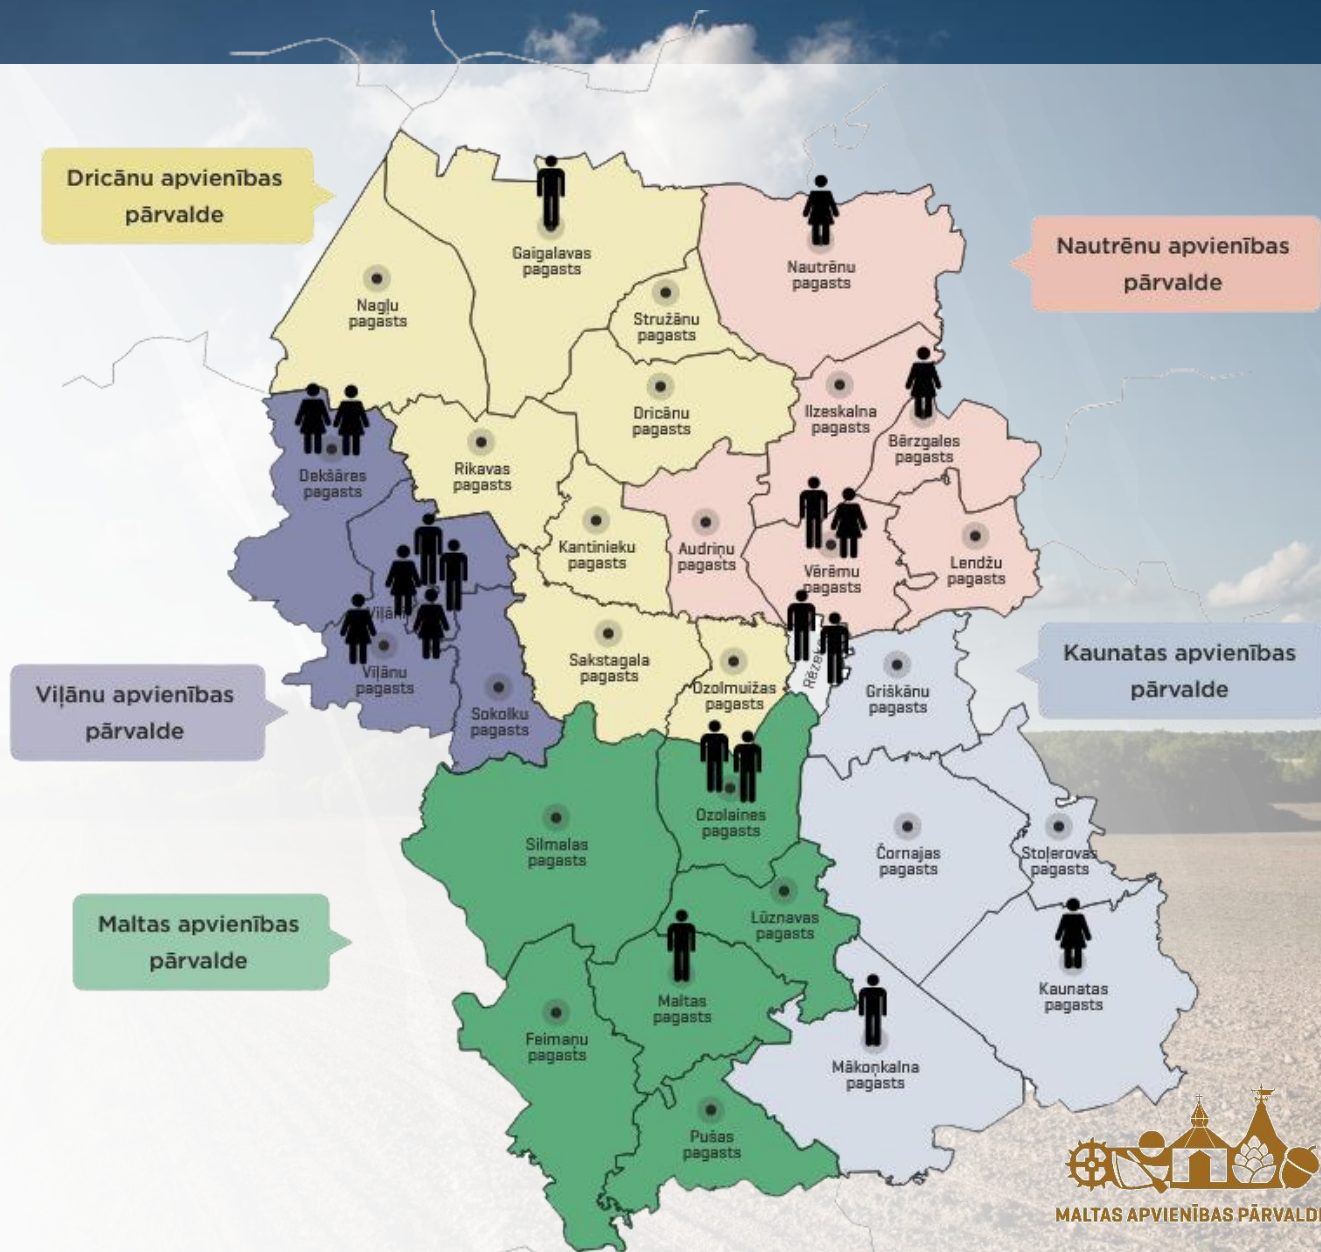 Dricānu apvienības
pārvalde
Nautrēnu apvienības
pārvalde
Gaigalavas
pagasts
Nautrēnu
pagasts
Nagļu
pagasts
Stružānu
pagasts
Dricānu
pagasts
Ilzeskalna
pagasts
Bērzgales
pagasts
Dekšāres
pagasts
Rikavas
pagasts
Kantinieku
pagasts
Audriņu
pagasts
Vērēmu
pagasts
Lendžu
pagasts
Viļānu
pagasts
Sokolku
pagasts
Sakstagala
pagasts
Ozolmuižas
pagasts
Griškānu
pagasts
Kaunatas apvienības
pārvalde
Viļānu apvienības
pārvalde
Silmalas
pagasts
Ozolaines
pagasts
Čornajas
pagasts
Stoļerovas
pagasts
Maltas apvienības
pārvalde
Lūznavas
pagasts
Maltas
pagasts
Kaunatas
pagasts
Feimaņu
pagasts
Mākoņkalna
pagasts
Pušas
pagasts
MALTAS APVIENĪBAS PĀRVALDE